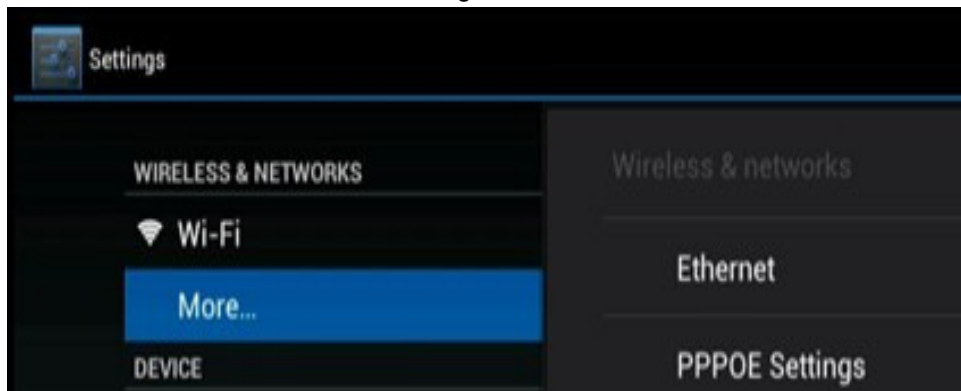 Settings
WIRELESS & NETWORKS
Wi-Fi
More...
DEVICE
Wireless & networks
Ethernet
PPPOE Settings